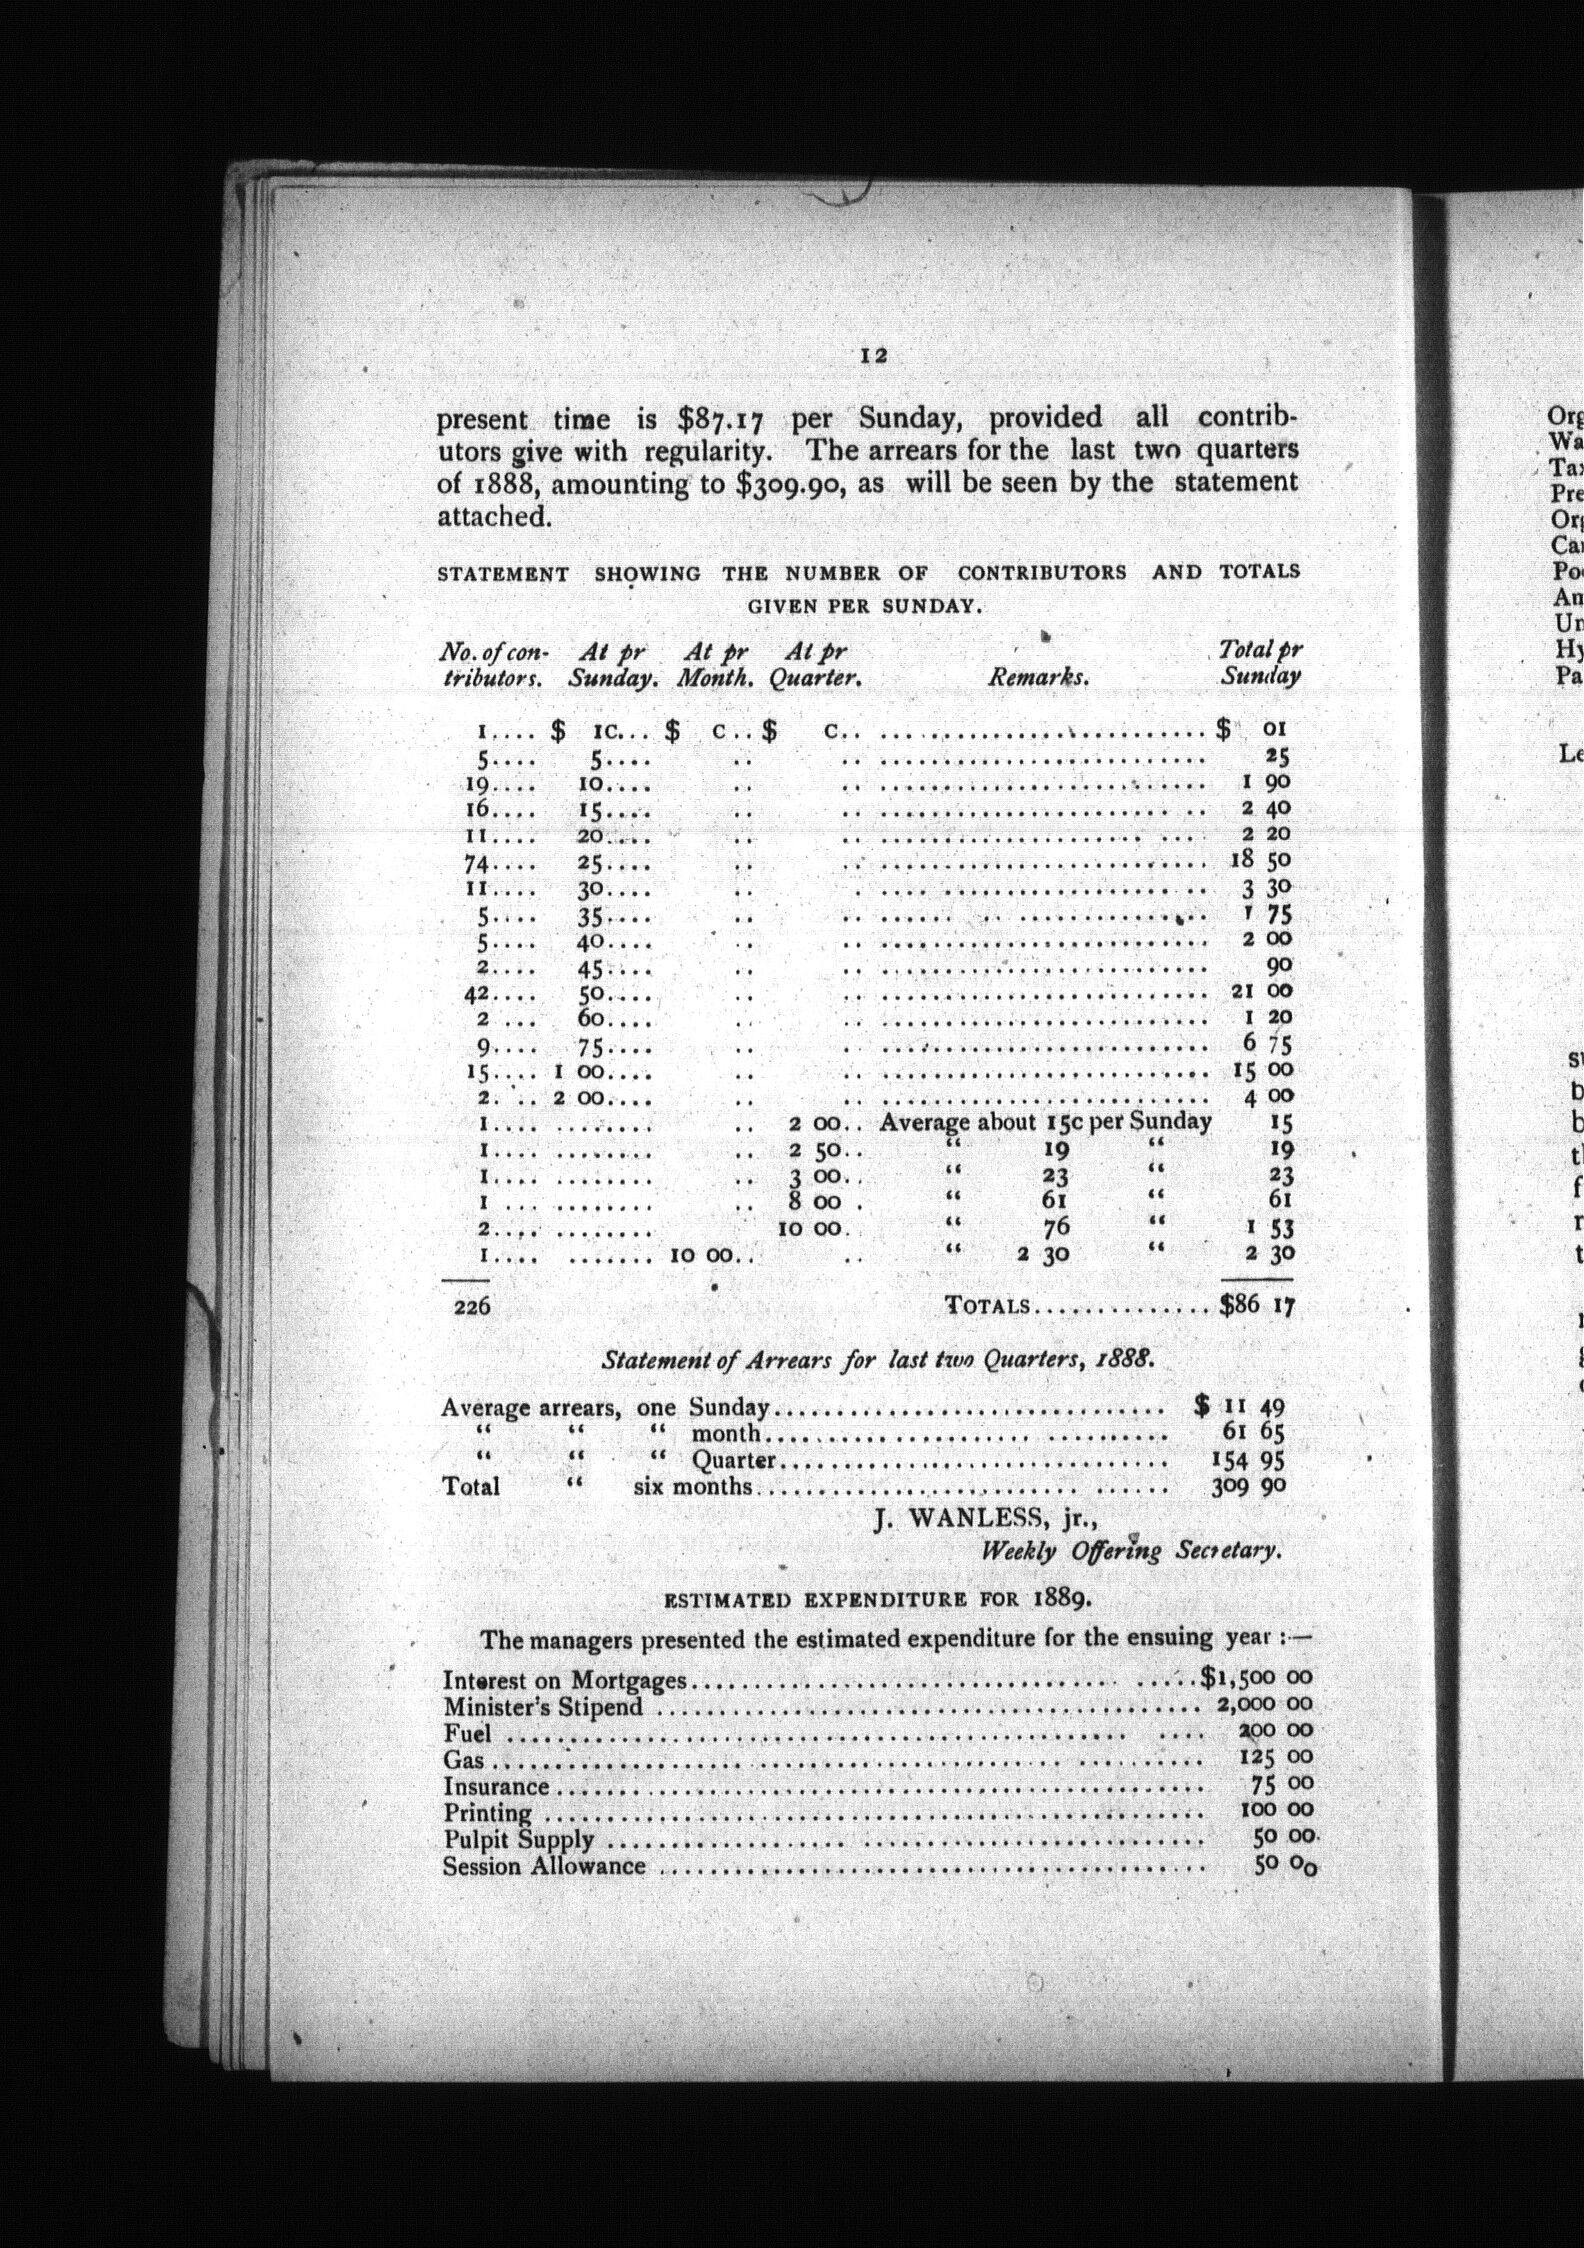 12
present time is $87.17 per Sunday, provided all contrib-
utors give with regularity. The arrears for the last two quarters
of 1888, amounting to $309.90, as will be seen by the statement
attached.
STATEMENT SHOWING THE NUMBER OF CONTRIBUTORS AND TOTALS
GIVEN PER SUNDAY.
No. of con- At pr At pr At pr Total pr
tributors. Sunday. Month. Quarter. Remarks. Sunday
1.... $ 1C... $ C.. $ C.. ........................... $ 01
5.... 5.... .. .. ........................... 25
19.... 10.... .. .. ........................... 1 90
16.... 15.... .. .. ........................... 2 40
11.... 20.... .. .. ........................... 2 20
74.... 25.... .. .. ........................... 18 50
11.... 30.... .. . ........................... 3 30
5.... 35.... .. .. ........................... 1 75
5.... 40.... .. .. ........................... 2 00
2.... 45.... .. .. ........................... 90
42.... 50.... .. .. ........................... 21 00
2 ... 60.... .. .. ........................... 1 20
9.... 75.... .. .. ........................... 6 75
15.... 1 00.... .. .. ........................... 15 00
2. .. 2 00.... .. .. ........................... 4 00
1.... ........ .. 2 00.. Average about 15c per Sunday 15
1.... ........ .. 2 50.. “ 19 “ 19
1.... ........ .. 3 00.. “ 23 “ 23
1 ... ........ .. 8 00 . “ 61 “ 61
2.... ........ 10 00. “ 76 “ 1 53
1.... ....... 10 00.. .. “ 2 30 “ 2 30
226 TOTALS.............. $86 17
Statement of Arrears for last two Quarters, 1888.
Average arrears, one Sunday................................ $ 11 49
“ “ “ month................................ 61 65
“ “ “ Quarter................................ 154 95
Total “ six months................................ 309 90
J. WANLESS, jr.,
Weekly Offering Secretary.
ESTIMATED EXPENDITURE FOR 1889.
The managers presented the estimated expenditure for the ensuing year :—
Interest on Mortgages........................................$1,500 00
Minister's Stipend ............................................ 2,000 00
Fuel ........................................................ 200 00
Gas ......................................................... 125 00
Insurance.................................................... 75 00
Printing ..................................................... 100 00
Pulpit Supply ................................................ 50 00
Session Allowance ............................................ 50 00
Org
Wa
Tax
Pre
Org
Car
Poo
Am
Un
Hy
Pa
Le